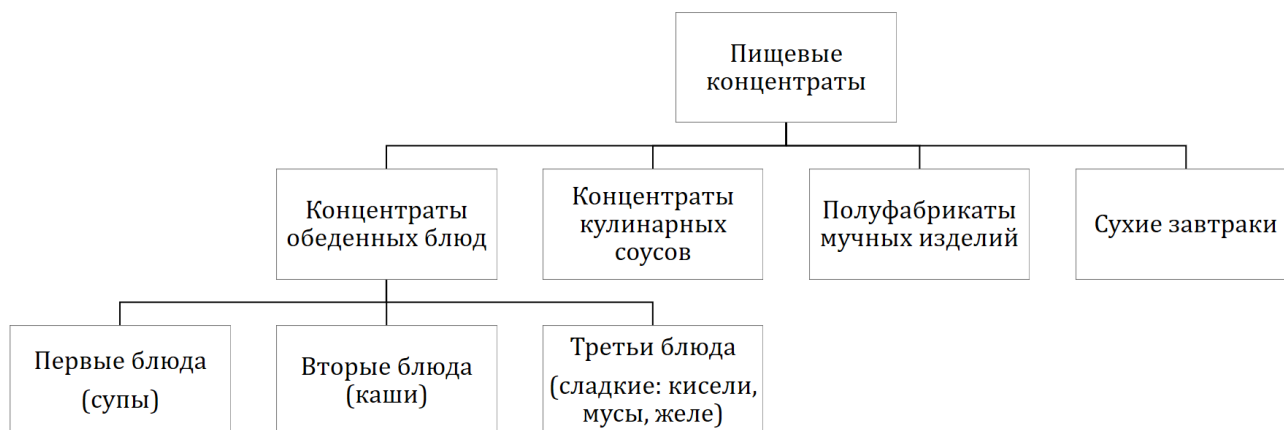 Пищевые
концентраты
Концентраты
обеденных блюд
Концентраты
кулинарных
соусов
Полуфабрикаты
мучных изделий
Сухие завтраки
Первые блюда
(супы)
Вторые блюда
(каши)
Третьи блюда
(сладкие: кисели,
мусы, желе)